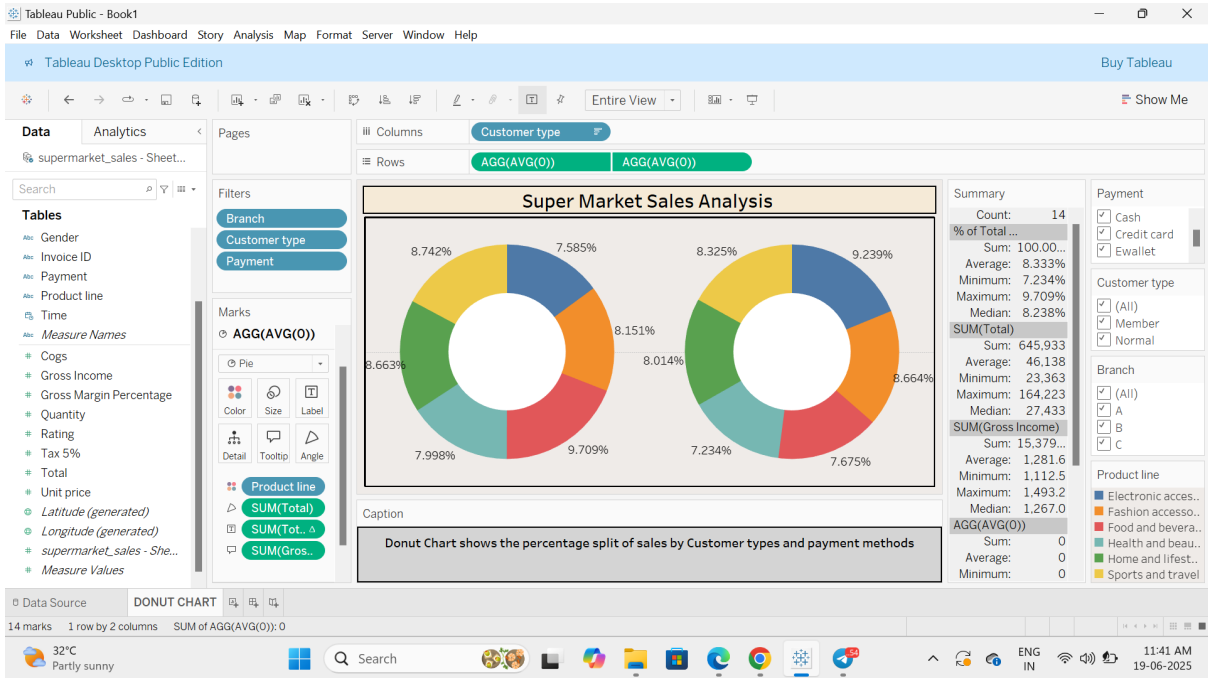 Tableau Public - Book1
File Data Worksheet Dashboard Story Analysis Map Format Server Window Help
Tableau Desktop Public Edition
Buy Tableau
Entire View
Show Me
Data
Analytics
supermarket_sales - Sheet...
Search
Tables
Abc Gender
Abc Invoice ID
Abc Payment
Abc Product line
Time
Abc Measure Names
# Cogs
# Gross Income
# Gross Margin Percentage
# Quantity
# Rating
# Tax 5%
# Total
# Unit price
Latitude (generated)
Longitude (generated)
# supermarket_sales - She...
# Measure Values
Pages
Filters
Branch
Customer type
Payment
Marks
AGG(AVG(0))
Pie
Color
Size
Label
Detail
Tooltip
Angle
Product line
SUM(Total)
SUM(Tot.. Δ
SUM(Gros..
Columns
Customer type
Rows
AGG(AVG(0))
AGG(AVG(0))
Super Market Sales Analysis
8.742%
7.585%
8.151%
8.663%
7.998%
9.709%
8.325%
9.239%
8.014%
8.664%
7.234%
7.675%
Caption
Donut Chart shows the percentage split of sales by Customer types and payment methods
Summary
Count: 14
% of Total ...
Sum: 100.00...
Average: 8.333%
Minimum: 7.234%
Maximum: 9.709%
Median: 8.238%
SUM(Total)
Sum: 645,933
Average: 46,138
Minimum: 23,363
Maximum: 164,223
Median: 27,433
SUM(Gross Income)
Sum: 15,379...
Average: 1,281.6
Minimum: 1,112.5
Maximum: 1,493.2
Median: 1,267.0
AGG(AVG(0))
Sum: 0
Average: 0
Minimum: 0
Payment
Cash
Credit card
Ewallet
Customer type
(All)
Member
Normal
Branch
(All)
A
B
C
Product line
Electronic acces..
Fashion accesso..
Food and bevera..
Health and beau..
Home and lifest..
Sports and travel
Data Source
DONUT CHART
14 marks 1 row by 2 columns SUM of AGG(AVG(0)): 0
32°C
Partly sunny
Search
54
ENG
IN
11:41 AM
19-06-2025